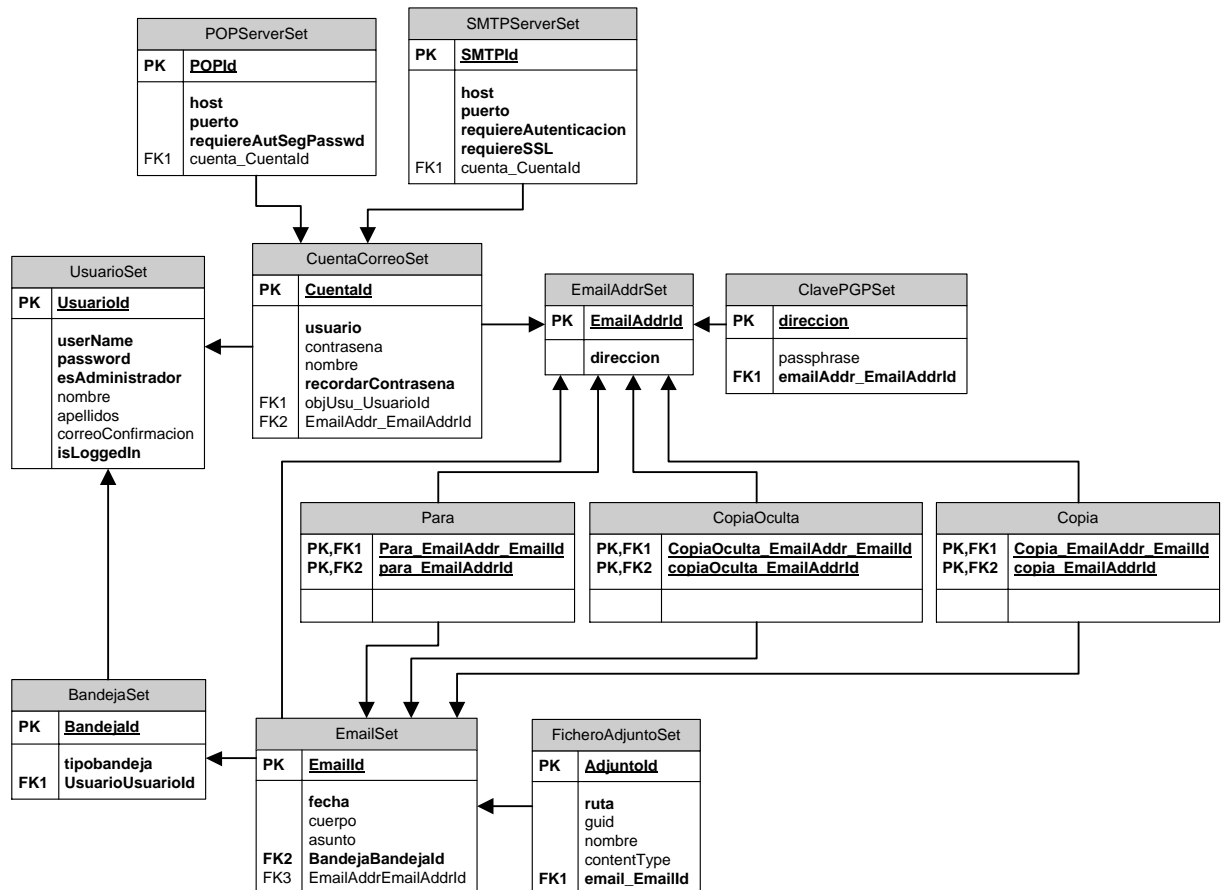 POPServerSet
PK POPId
host
puerto
requiereAutSegPasswd
FK1 cuenta_CuentaId
SMTPServerSet
PK SMTPId
host
puerto
requiereAutenticacion
requiereSSL
FK1 cuenta_CuentaId
UsuarioSet
PK UsuarioId
userName
password
esAdministrador
nombre
apellidos
correoConfirmacion
isLoggedIn
CuentaCorreoSet
PK CuentaId
usuario
contrasena
nombre
recordarContrasena
FK1 objUsu_UsuarioId
FK2 EmailAddr_EmailAddrId
EmailAddrSet
PK EmailAddrId
direccion
ClavePGPSet
PK direccion
passphrase
FK1 emailAddr_EmailAddrId
Para
PK,FK1 Para_EmailAddr_EmailId
PK,FK2 para_EmailAddrId
CopiaOculta
PK,FK1 CopiaOculta_EmailAddr_EmailId
PK,FK2 copiaOculta_EmailAddrId
Copia
PK,FK1 Copia_EmailAddr_EmailId
PK,FK2 copia_EmailAddrId
BandejaSet
PK BandejaId
tipobandeja
FK1 UsuarioUsuarioId
EmailSet
PK EmailId
fecha
cuerpo
asunto
FK2 BandejaBandejaId
FK3 EmailAddrEmailAddrId
FicheroAdjuntoSet
PK AdjuntoId
ruta
guid
nombre
contentType
FK1 email_EmailId